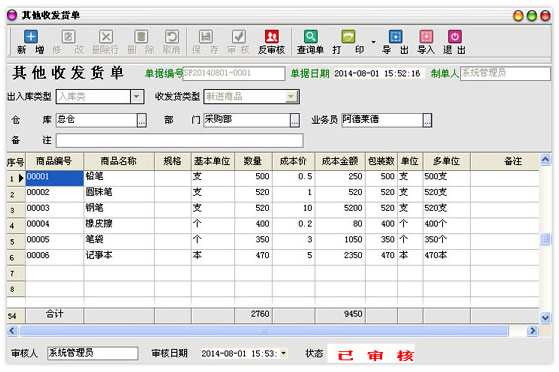 其他收发货单
新 增 修 改 删除行 删 除 取消 保 存 审 核 反审核 查询单 打 印 导 出 导入 退 出
其他收发货单 单据编号 SP20140801-0001 单据日期 2014-08-01 15:52:16 制单人 系统管理员
出入库类型 入库类 收发货类型 新进商品
仓 库 总仓 ... 部 门 采购部 ... 业务员 阿德莱德 ...
备 注
序号 商品编号 商品名称 规格 基本单位 数量 成本价 成本金额 包装数 单位 多单位 备注
1 00001 铅笔 支 500 0.5 250 500 支 500支
2 00002 圆珠笔 支 520 1 520 520 支 520支
3 00003 钢笔 支 520 10 5200 520 支 520支
4 00004 橡皮擦 个 400 0.2 80 400 个 400个
5 00005 笔袋 个 350 3 1050 350 个 350个
6 00006 记事本 本 470 5 2350 470 本 470本
7
8
54 合计 2760 9450
审核人 系统管理员 审核日期 2014-08-01 15:53: 状态 已 审 核